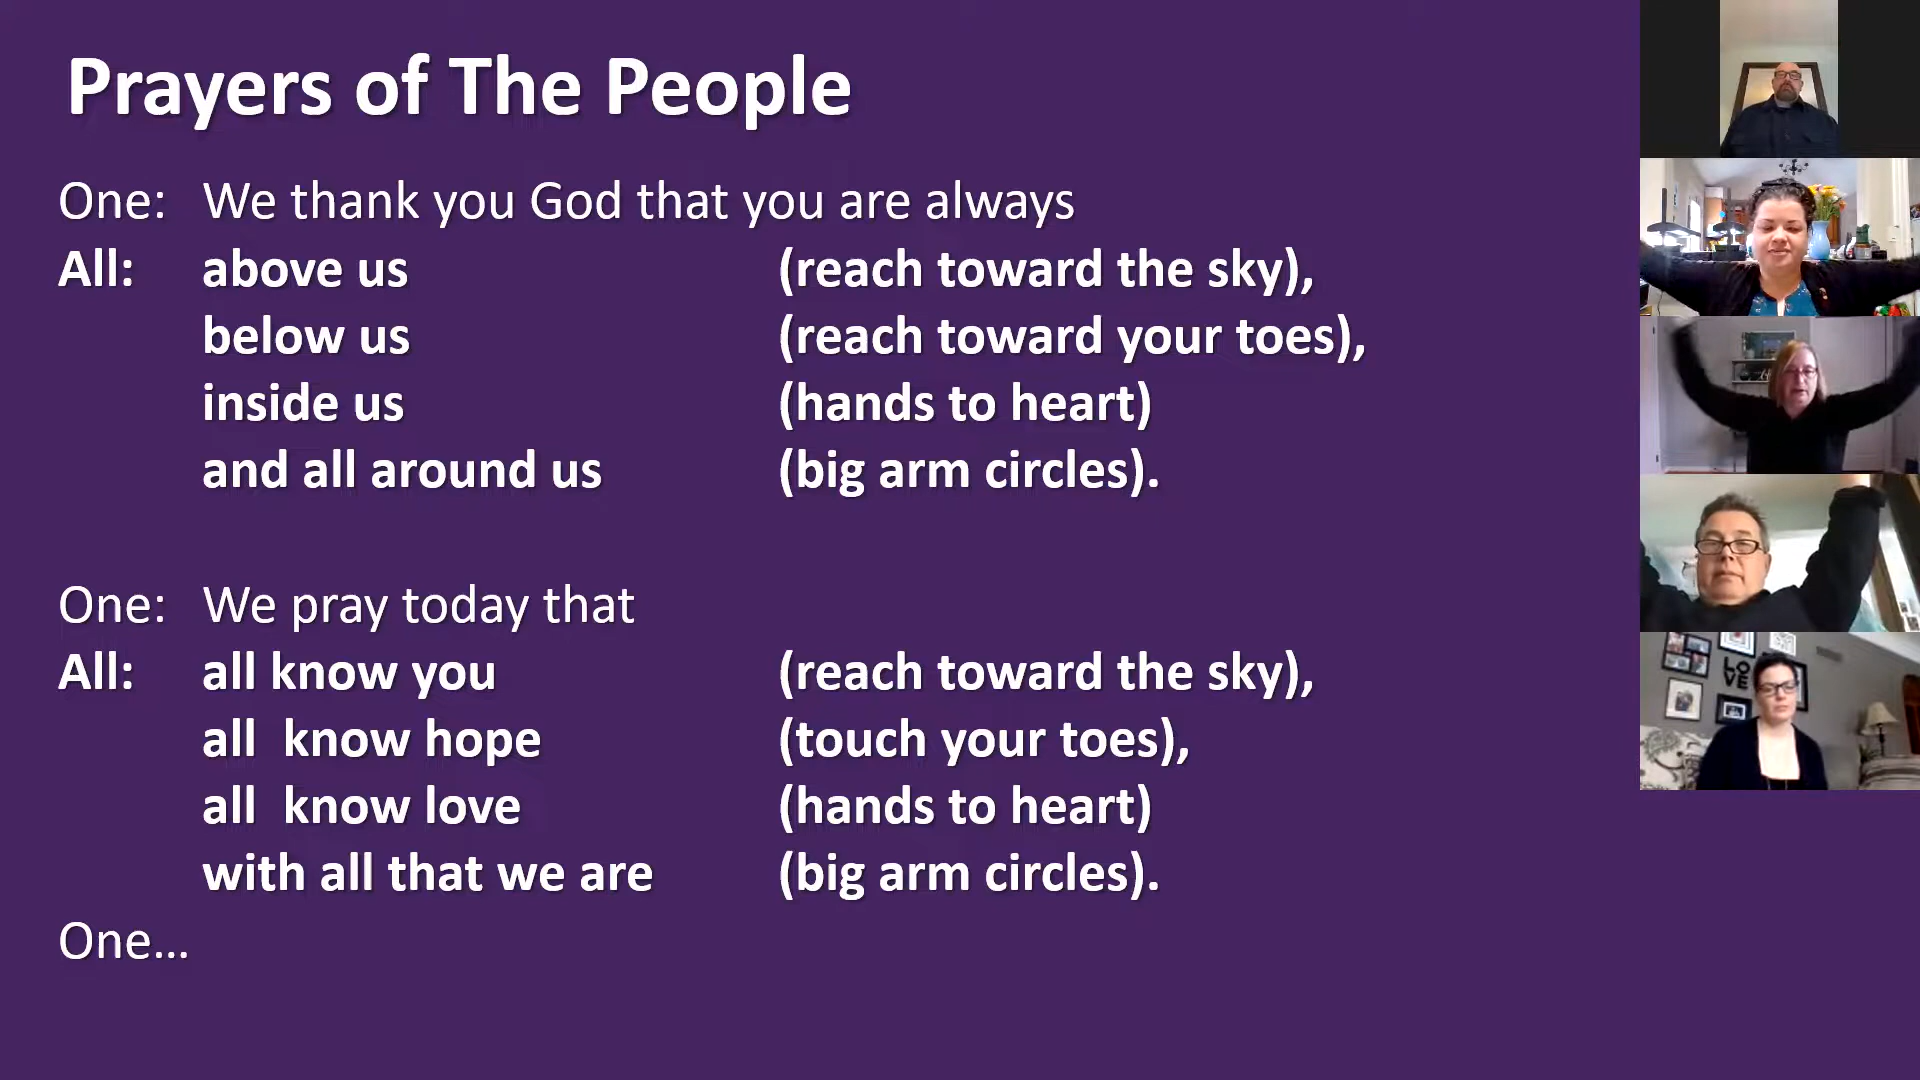 Prayers of The People
One: We thank you God that you are always
All: above us (reach toward the sky),
below us (reach toward your toes),
inside us (hands to heart)
and all around us (big arm circles).
One: We pray today that
All: all know you (reach toward the sky),
all  know hope (touch your toes),
all  know love (hands to heart)
with all that we are (big arm circles).
One...
LO
VE